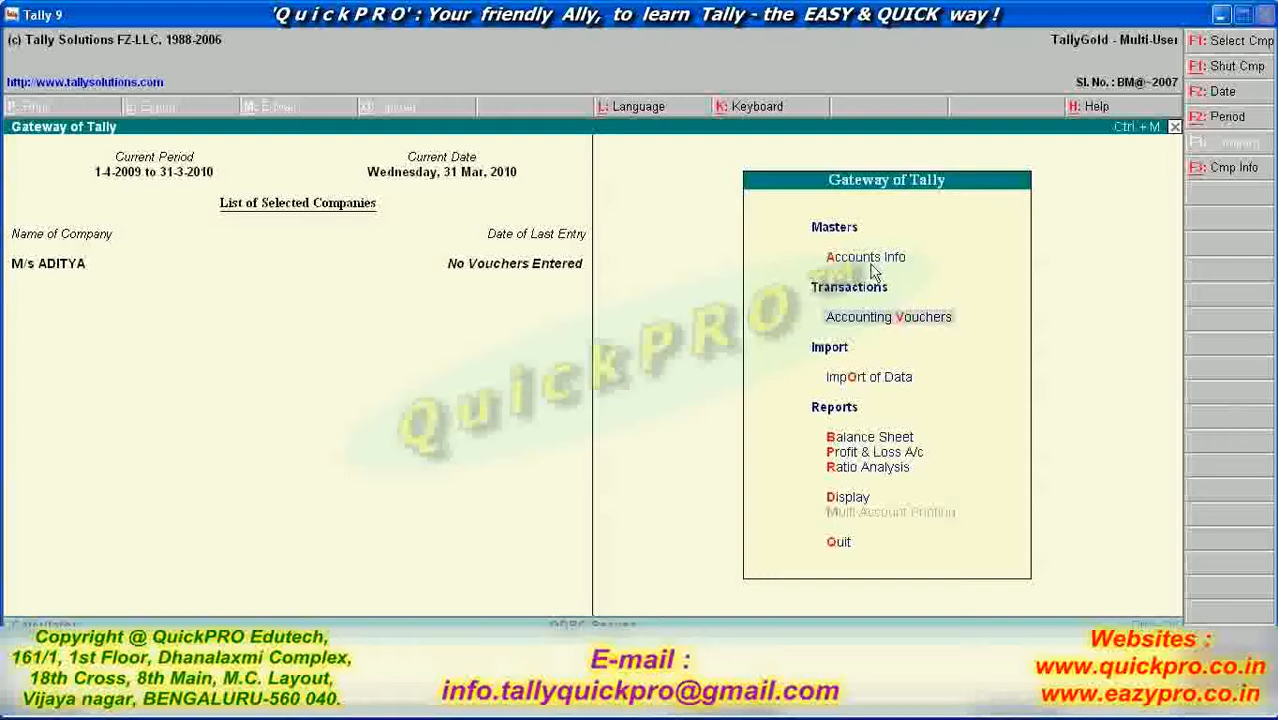 Tally 9
'QuickPRO' : Your friendly Ally, to learn Tally - the EASY & QUICK way !
(c) Tally Solutions FZ-LLC, 1988-2006
TallyGold - Multi-User
http://www.tallysolutions.com
Sl. No. : BM@~2007
L: Language
K: Keyboard
H: Help
F1: Select Cmp
F1: Shut Cmp
F2: Date
F2: Period
F3: Cmp Info
Gateway of Tally
Ctrl + M
Current Period
1-4-2009 to 31-3-2010
Current Date
Wednesday, 31 Mar, 2010
List of Selected Companies
Name of Company
Date of Last Entry
M/s ADITYA
No Vouchers Entered
Gateway of Tally
Masters
Accounts Info
Transactions
Accounting Vouchers
Import
ImpOrt of Data
Reports
Balance Sheet
Profit & Loss A/c
Ratio Analysis
Display
Multi-Account Printing
Quit
QuickPRO™
Copyright @ QuickPRO Edutech,
161/1, 1st Floor, Dhanalaxmi Complex,
18th Cross, 8th Main, M.C. Layout,
Vijaya nagar, BENGALURU-560 040.
E-mail :
info.tallyquickpro@gmail.com
Websites :
www.quickpro.co.in
www.eazypro.co.in